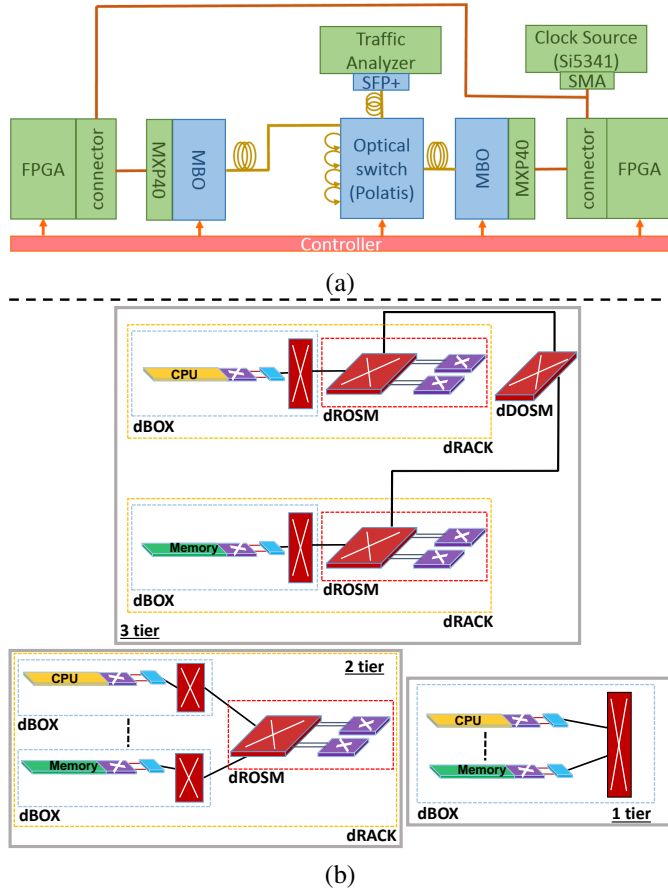 Traffic
Analyzer
SFP+
Clock Source
(Si5341)
SMA
FPGA
connector
MXP40
MBO
Optical
switch
(Polatis)
MBO
MXP40
connector
FPGA
Controller
(a)
CPU
dBOX
dROSM
dDOSM
dRACK
Memory
dBOX
dROSM
dRACK
3 tier
2 tier
CPU
dBOX
Memory
dBOX
dROSM
dRACK
CPU
Memory
dBOX
1 tier
(b)